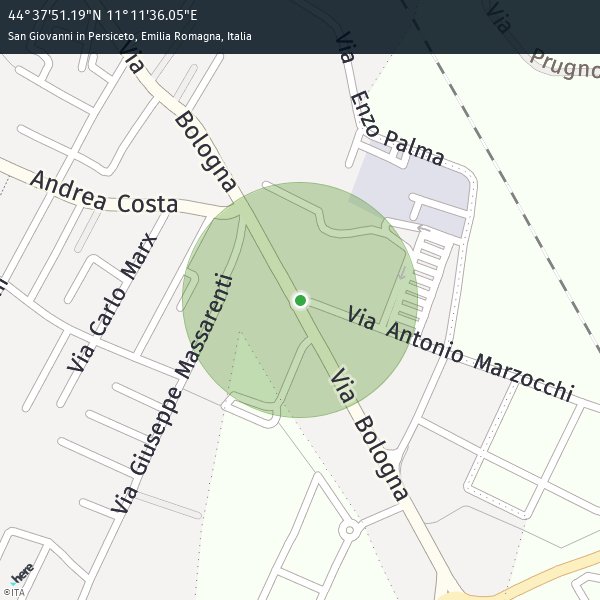 44°37'51.19"N 11°11'36.05"E
San Giovanni in Persiceto, Emilia Romagna, Italia
Via
Bologna
Via
Enzo Palma
Via
Prugno
Andrea Costa
Via Carlo Marx
Via Giuseppe Massarenti
Via Antonio Marzocchi
Via Bologna
here
©ITA